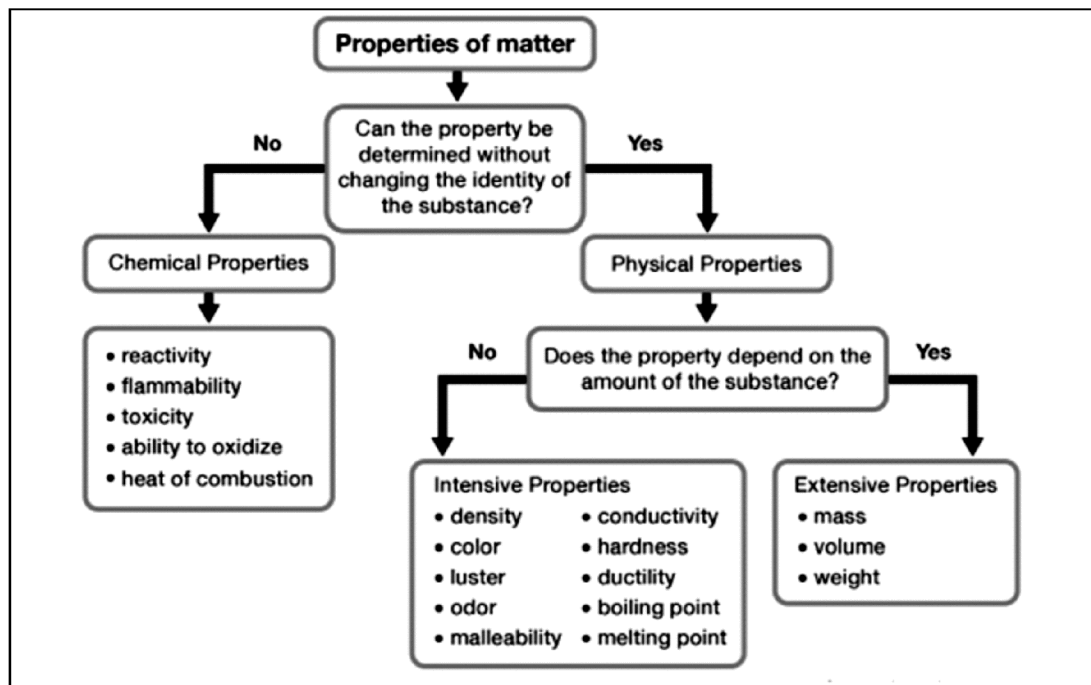 Properties of matter
No
Can the property be
determined without
changing the identity of
the substance?
Yes
Chemical Properties
Physical Properties
• reactivity
• flammability
• toxicity
• ability to oxidize
• heat of combustion
No
Does the property depend on the
amount of the substance?
Yes
Intensive Properties
• density
• color
• luster
• odor
• malleability
• conductivity
• hardness
• ductility
• boiling point
• melting point
Extensive Properties
• mass
• volume
• weight